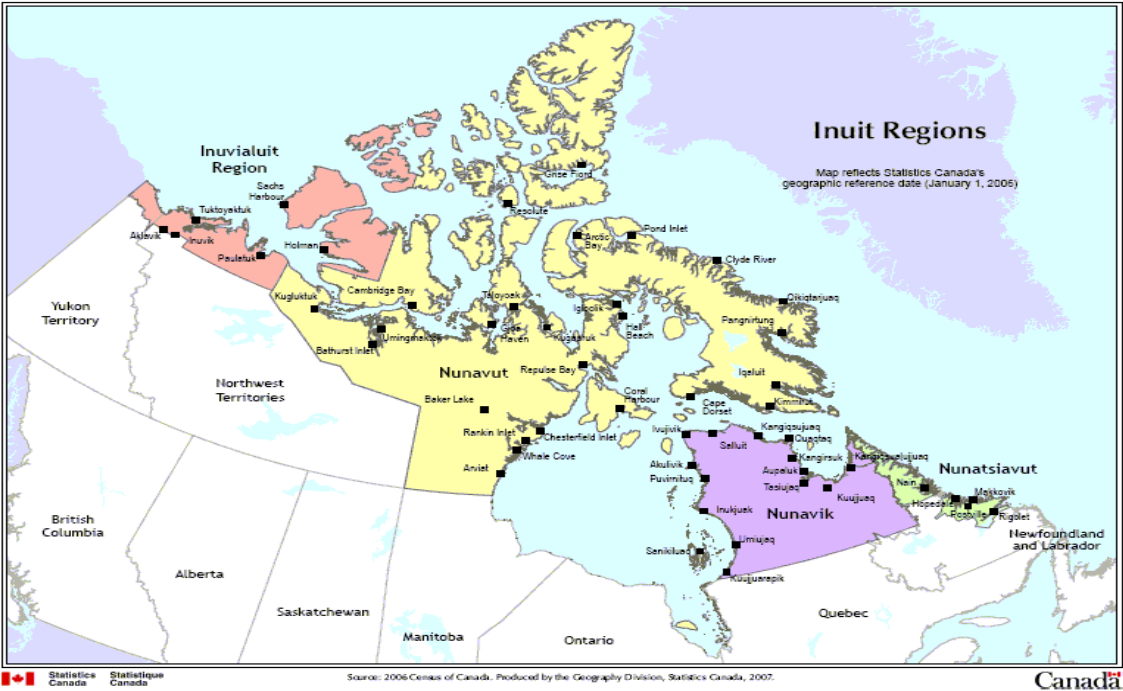 Inuit Regions
Map reflects Statistics Canada's
geographic reference date (January 1, 2006)
Inuvialuit
Region
Sachs
Harbour
Tuktoyaktuk
Aklavik
Inuvik
Paulatuk
Holman
Grise Fiord
Resolute
Arctic
Bay
Pond Inlet
Clyde River
Qikiqtarjuaq
Pangnirtung
Iqaluit
Kimmirut
Cape
Dorset
Kugluktuk
Cambridge Bay
Umingmaktok
Bathurst Inlet
Taloyoak
Gjoa
Haven
Kugaaruk
Igloolik
Hall
Beach
Repulse Bay
Coral
Harbour
Nunavut
Baker Lake
Rankin Inlet
Chesterfield Inlet
Whale Cove
Arviat
Yukon
Territory
Northwest
Territories
British
Columbia
Alberta
Saskatchewan
Manitoba
Ontario
Quebec
Ivujivik
Salluit
Kangiqsujuaq
Quaqtaq
Kangirsuk
Kangiqsualujjuaq
Akulivik
Puvirnituq
Aupaluk
Tasiujaq
Kuujjuaq
Inukjuak
Nunavik
Umiujaq
Sanikiluaq
Kuujjuarapik
Nunatsiavut
Nain
Hopedale
Makkovik
Postville
Rigolet
Newfoundland
and Labrador
Statistics Canada
Statistique Canada
Source: 2006 Census of Canada. Produced by the Geography Division, Statistics Canada, 2007.
Canada